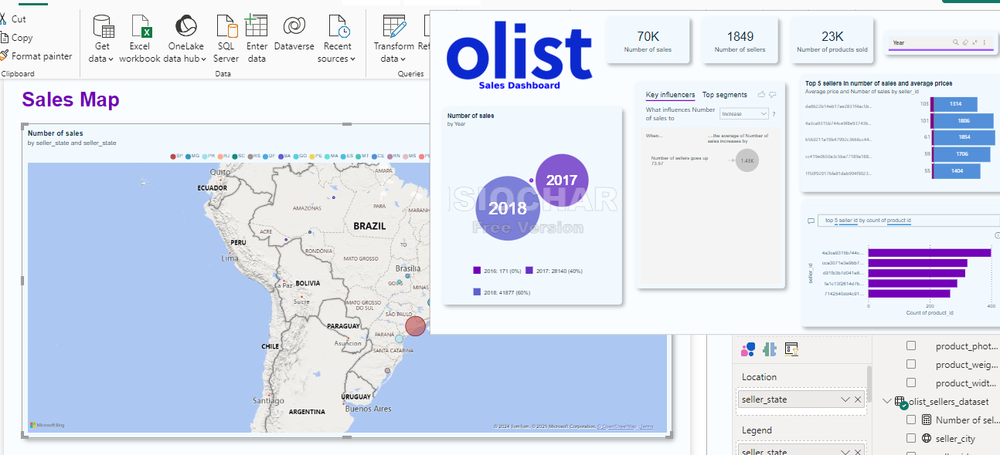 Cut
Copy
Format painter
Clipboard
Get data
Excel workbook
OneLake data hub
SQL Server
Enter data
Dataverse
Recent sources
Data
Transform data
Ref
Queries
Sales Map
Number of sales
by seller_state and seller_state
SP MG PR RJ SC RS DF BA GO PE MA ES MT CE RN MS
Quito
ECUADOR
AMAZONAS
PARÁ
MARANH
BRAZIL
ACRE
PERU
RONDÔNIA
TO
Lima
MATO GROSSO
Brasília
La Paz
BOLIVIA
GOIÁS
MINAS
Sucre
MATO GROSSO DO SUL
SÃO PAULO
PARAGUAY
PARANÁ
Asuncion
CHILE
SANTA CATARINA
URUGUAY
Santiago
Buenos Aires
ARGENTINA
Microsoft Bing
© 2024 TomTom, © 2025 Microsoft Corporation, © OpenStreetMap Terms
olist
Sales Dashboard
70K
Number of sales
1849
Number of sellers
23K
Number of products sold
Year
Number of sales
by Year
2017
2018
SIOCHAR
Free Version
2016: 171 (0%) 2017: 28140 (40%)
2018: 41877 (60%)
Key influencers Top segments
What influences Number of sales to Increase ?
When...
....the average of Number of sales increases by
Number of sellers goes up 73.57
1.43K
Top 5 sellers in number of sales and average prices
Average price and Number of sales by seller_id
103 1314
4a3ca9315b744ce9f8e937436... 101 1806
6560211a19b47992c3666cc44... 61 1854
cc419e0650a3c5ba77189a188... 59 1706
55 1404
top 5 seller id by count of product id
seller_id
4a3ca9315b744c...
cca3071e3e9bb7...
d91fb3b7d041e8...
fa1c13f2614d7b...
7142540dd4c91...
0 200 400
Count of product_id
Location
seller_state
Legend
seller_state
product_phot...
product_weig...
product_widt...
olist_sellers_dataset
Number of sel...
seller_city